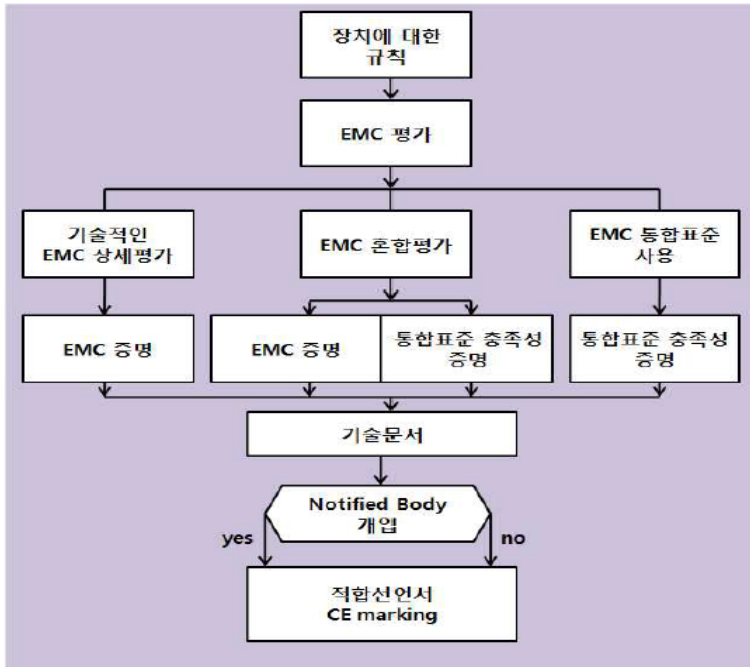 장치에 대한
규칙
EMC 평가
기술적인
EMC 상세평가
EMC 혼합평가
EMC 통합표준
사용
EMC 증명
EMC 증명
통합표준 충족성
증명
통합표준 충족성
증명
기술문서
Notified Body
개입
yes
no
적합선언서
CE marking